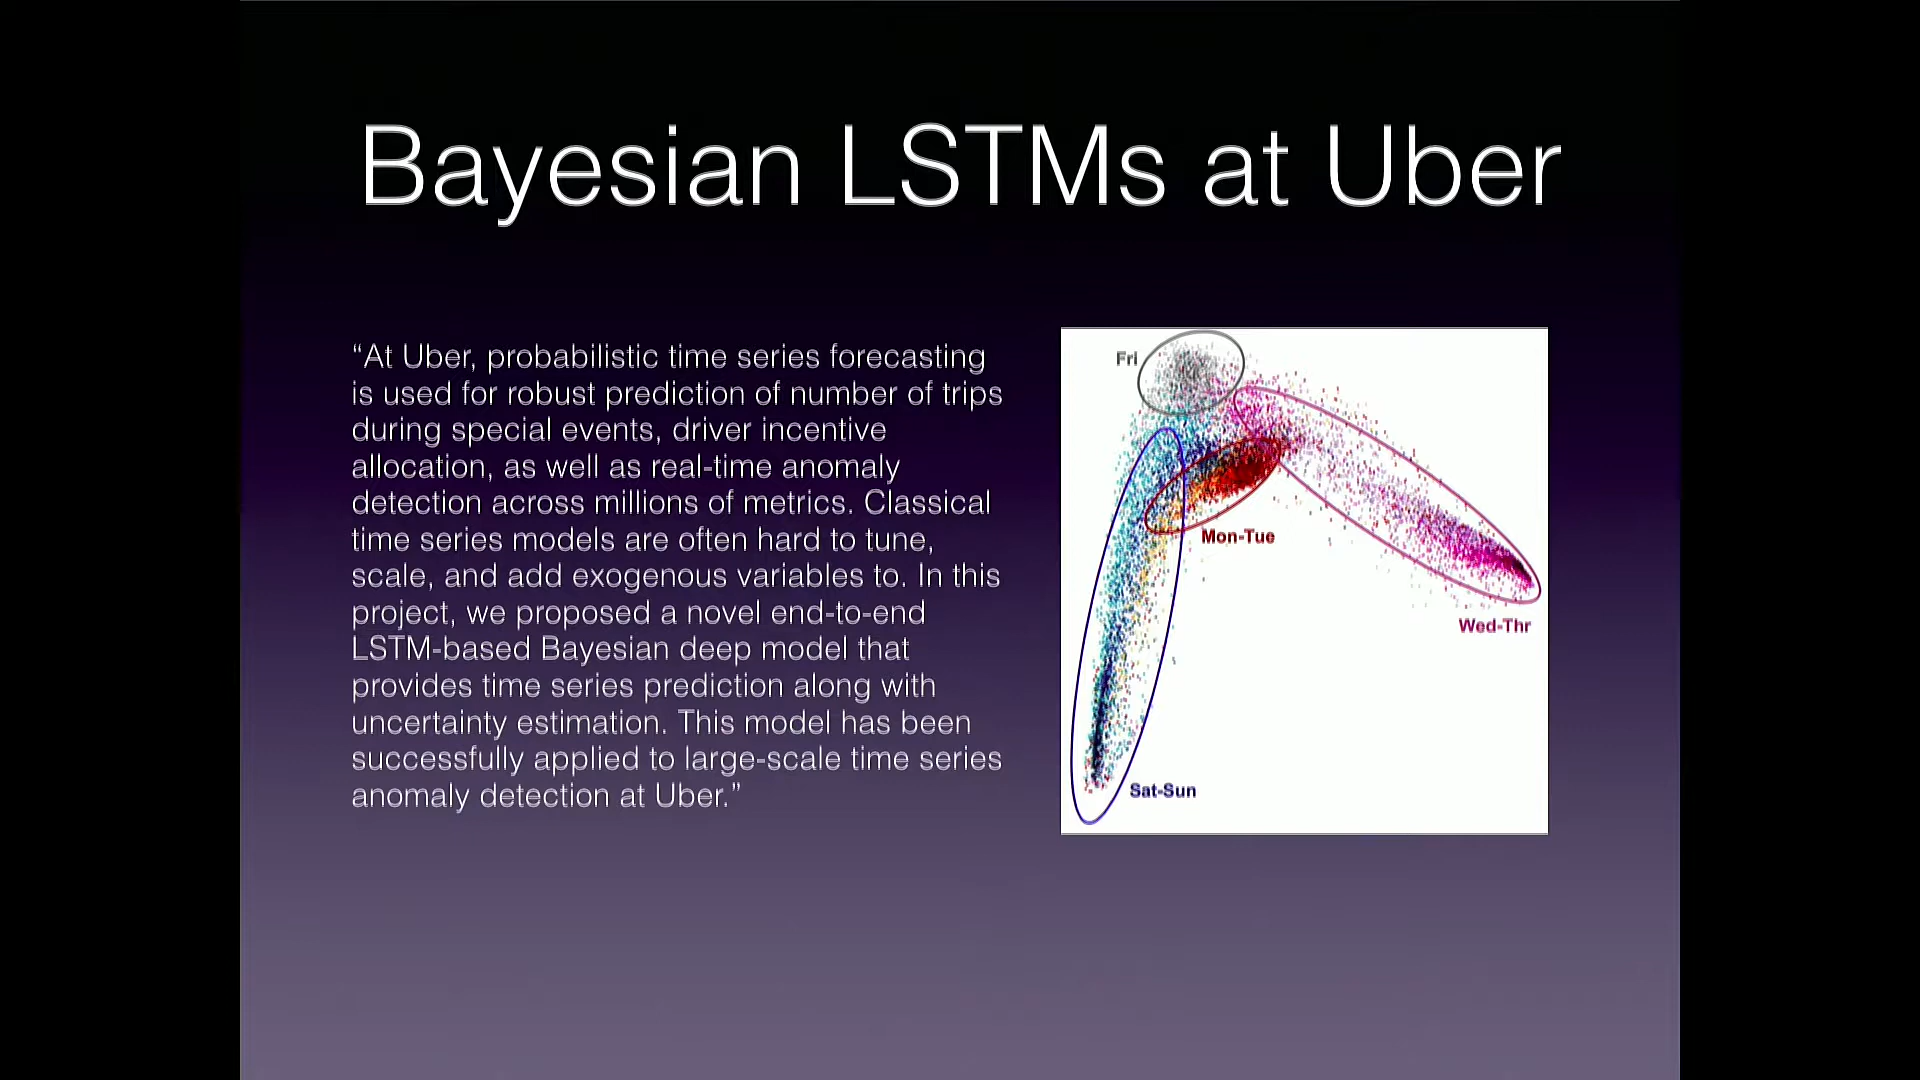 Bayesian LSTMs at Uber
“At Uber, probabilistic time series forecasting
is used for robust prediction of number of trips
during special events, driver incentive
allocation, as well as real-time anomaly
detection across millions of metrics. Classical
time series models are often hard to tune,
scale, and add exogenous variables to. In this
project, we proposed a novel end-to-end
LSTM-based Bayesian deep model that
provides time series prediction along with
uncertainty estimation. This model has been
successfully applied to large-scale time series
anomaly detection at Uber.”
Fri
Mon-Tue
Wed-Thr
Sat-Sun